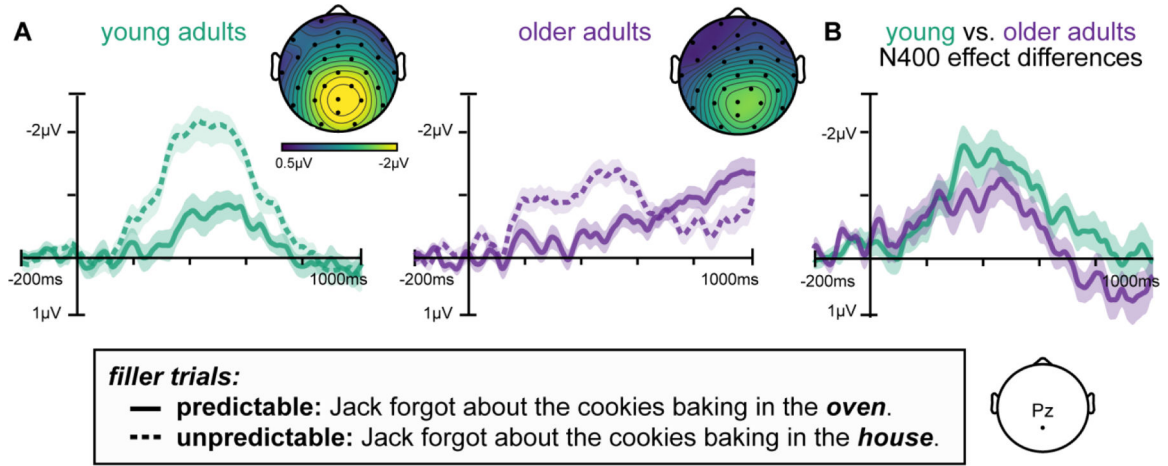 A
young adults
older adults
B
young vs. older adults
N400 effect differences
-2µV
0.5µV
-2µV
-200ms
1000ms
1µV
-2µV
-200ms
1000ms
1µV
-2µV
-200ms
1000ms
1µV
filler trials:
predictable: Jack forgot about the cookies baking in the oven.
unpredictable: Jack forgot about the cookies baking in the house.
Pz